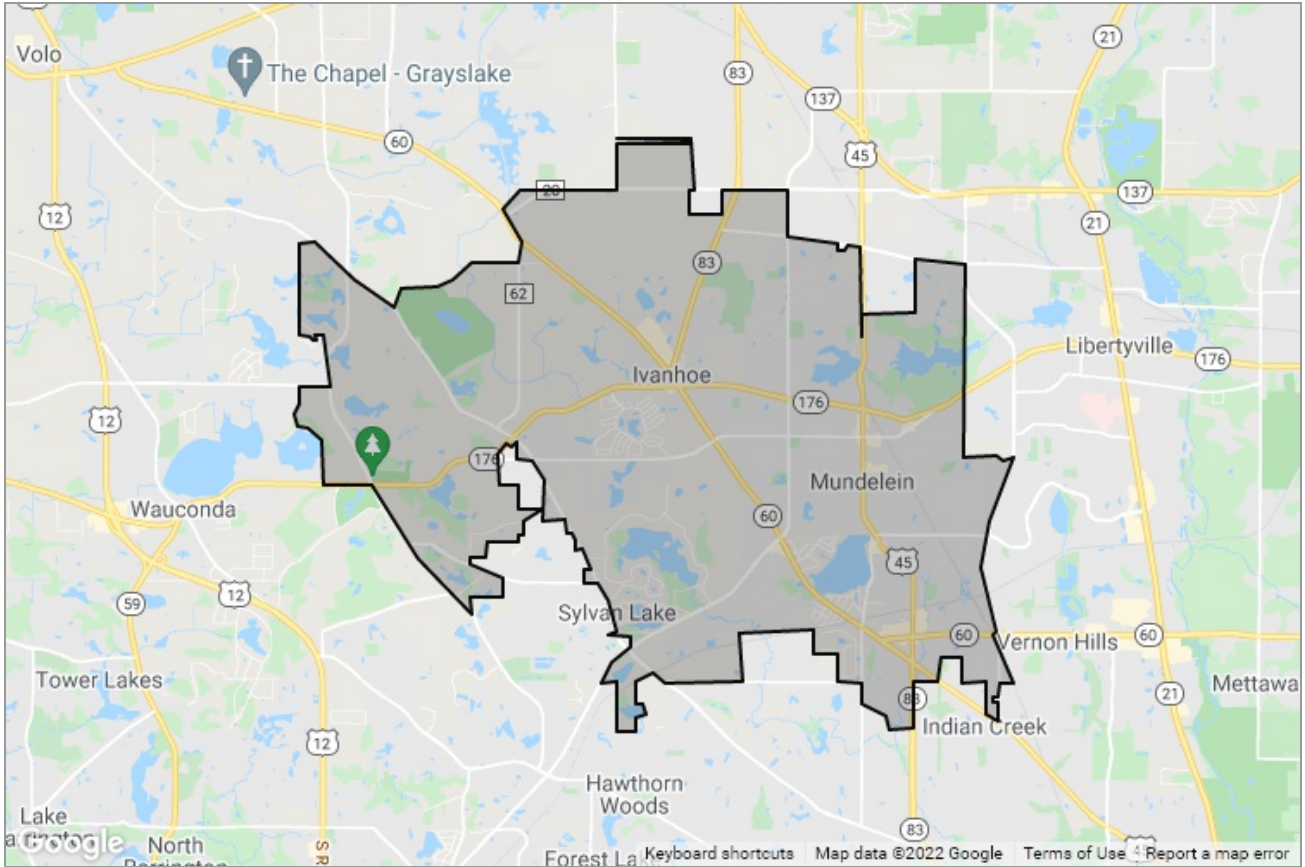 21
Volo
The Chapel - Grayslake
83
137
60
45
20
137
12
21
83
62
Libertyville
176
Ivanhoe
176
12
176
Mundelein
Wauconda
60
45
12
59
Sylvan Lake
60
Vernon Hills
60
Tower Lakes
Mettawa
21
83
Indian Creek
12
Hawthorn
Woods
Lake
83
Google
North
S R
Forest La
Keyboard shortcuts
Map data ©2022 Google
Terms of Use
Report a map error